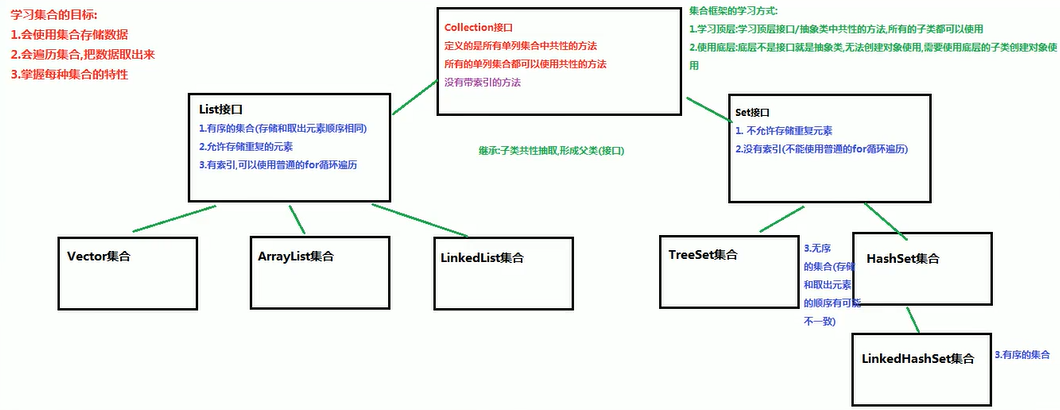 学习集合的目标:
1.会使用集合存储数据
2.会遍历集合,把数据取出来
3.掌握每种集合的特性
Collection接口
定义的是所有单列集合中共性的方法
所有的单列集合都可以使用共性的方法
没有带索引的方法
集合框架的学习方式:
1.学习顶层:学习顶层接口/抽象类中共性的方法,所有的子类都可以使用
2.使用底层:底层不是接口就是抽象类,无法创建对象使用,需要使用底层的子类创建对象使
用
List接口
1.有序的集合(存储和取出元素顺序相同)
2.允许存储重复的元素
3.有索引,可以使用普通的for循环遍历
继承:子类共性抽取,形成父类(接口)
Set接口
1. 不允许存储重复元素
2.没有索引(不能使用普通的for循环遍历)
Vector集合
ArrayList集合
LinkedList集合
TreeSet集合
3.无序
的集合(存储
和取出元素
的顺序有可能
不一致)
HashSet集合
LinkedHashSet集合
3.有序的集合